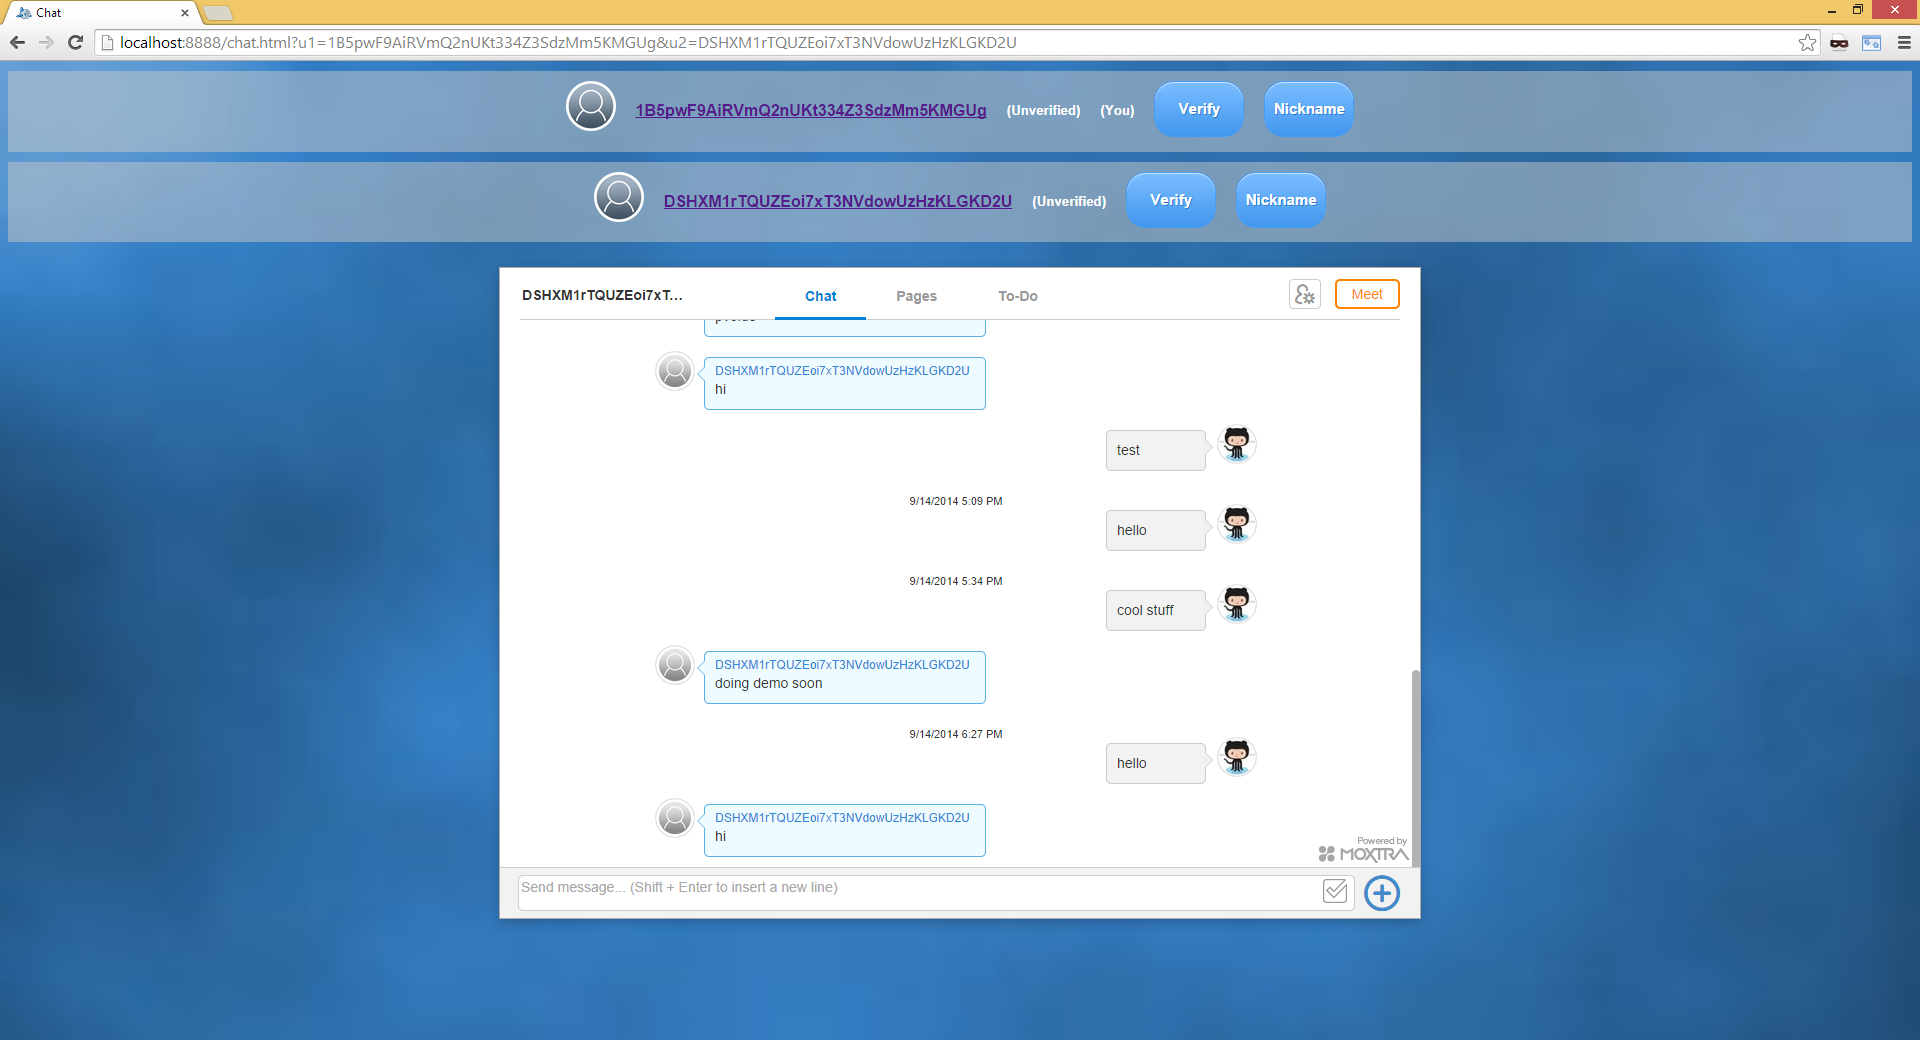 Chat
localhost:8888/chat.html?u1=1B5pwF9AiRVmQ2nUKt334Z3SdzMm5KMGUg&u2=DSHXM1rTQUZEoi7xT3NVdowUzHzKLGKD2U
1B5pwF9AiRVmQ2nUKt334Z3SdzMm5KMGUg (Unverified) (You) Verify Nickname
DSHXM1rTQUZEoi7xT3NVdowUzHzKLGKD2U (Unverified) Verify Nickname
DSHXM1rTQUZEoi7xT... Chat Pages To-Do Meet
DSHXM1rTQUZEoi7xT3NVdowUzHzKLGKD2U
hi
test
9/14/2014 5:09 PM
hello
9/14/2014 5:34 PM
cool stuff
DSHXM1rTQUZEoi7xT3NVdowUzHzKLGKD2U
doing demo soon
9/14/2014 6:27 PM
hello
DSHXM1rTQUZEoi7xT3NVdowUzHzKLGKD2U
hi
Powered by
MOXTRA
Send message... (Shift + Enter to insert a new line)